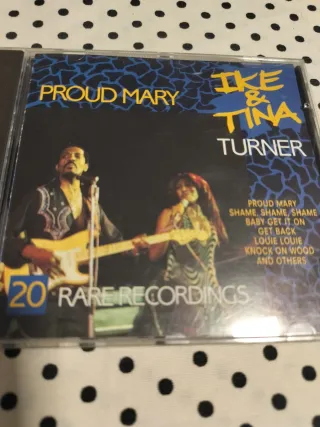 PROUD MARY
IKE
&
TINA
TURNER
PROUD MARY
SHAME, SHAME, SHAME
BABY GET IT ON
GET BACK
LOUIE LOUIE
KNOCK ON WOOD
AND OTHERS
20 RARE RECORDINGS